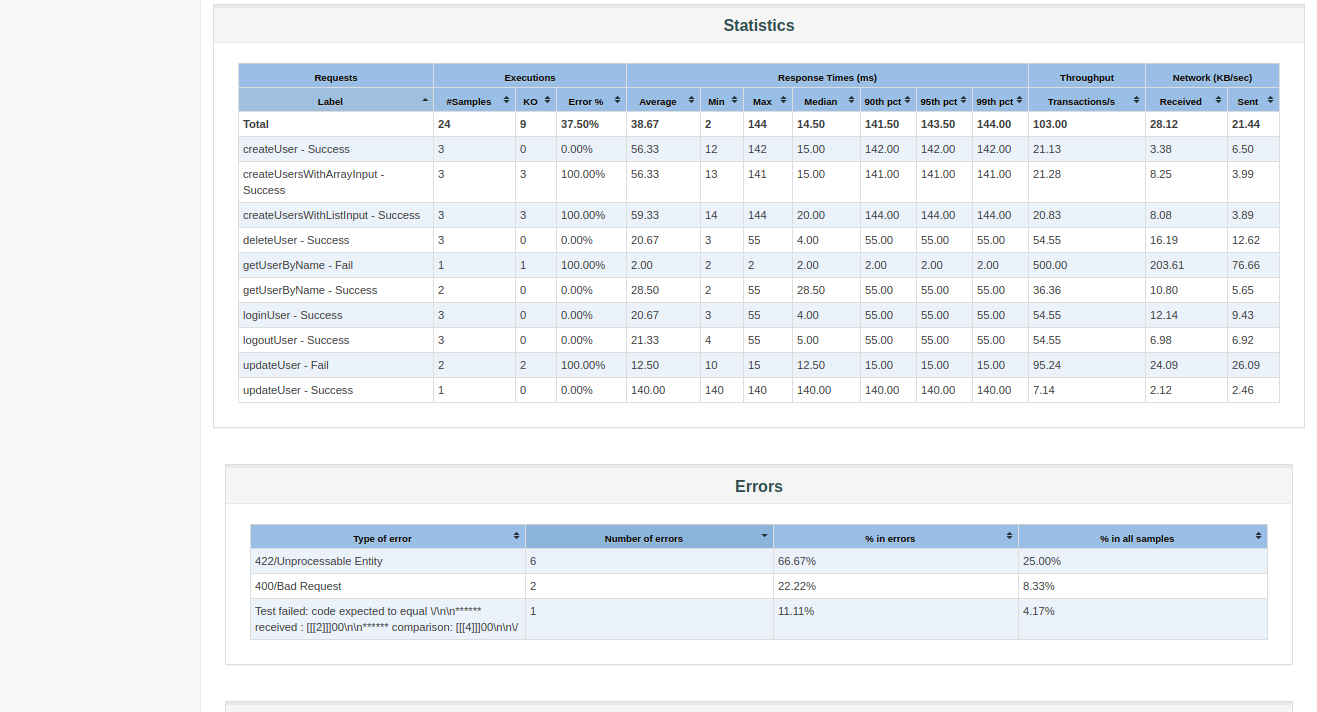 Statistics
Requests Executions Response Times (ms) Throughput Network (KB/sec)
Label #Samples KO Error % Average Min Max Median 90th pct 95th pct 99th pct Transactions/s Received Sent
Total 24 9 37.50% 38.67 2 144 14.50 141.50 143.50 144.00 103.00 28.12 21.44
createUser - Success 3 0 0.00% 56.33 12 142 15.00 142.00 142.00 142.00 21.13 3.38 6.50
createUsersWithArrayInput - 3 3 100.00% 56.33 13 141 15.00 141.00 141.00 141.00 21.28 8.25 3.99
Success
createUsersWithListInput - Success 3 3 100.00% 59.33 14 144 20.00 144.00 144.00 144.00 20.83 8.08 3.89
deleteUser - Success 3 0 0.00% 20.67 3 55 4.00 55.00 55.00 55.00 54.55 16.19 12.62
getUserByName - Fail 1 1 100.00% 2.00 2 2 2.00 2.00 2.00 2.00 500.00 203.61 76.66
getUserByName - Success 2 0 0.00% 28.50 2 55 28.50 55.00 55.00 55.00 36.36 10.80 5.65
loginUser - Success 3 0 0.00% 20.67 3 55 4.00 55.00 55.00 55.00 54.55 12.14 9.43
logoutUser - Success 3 0 0.00% 21.33 4 55 5.00 55.00 55.00 55.00 54.55 6.98 6.92
updateUser - Fail 2 2 100.00% 12.50 10 15 12.50 15.00 15.00 15.00 95.24 24.09 26.09
updateUser - Success 1 0 0.00% 140.00 140 140 140.00 140.00 140.00 140.00 7.14 2.12 2.46
Errors
Type of error Number of errors % in errors % in all samples
422/Unprocessable Entity 6 66.67% 25.00%
400/Bad Request 2 22.22% 8.33%
Test failed: code expected to equal \/\n\n****** 1 11.11% 4.17%
received : [[[2]]]00\n\n****** comparison: [[[4]]]00\n\n\/